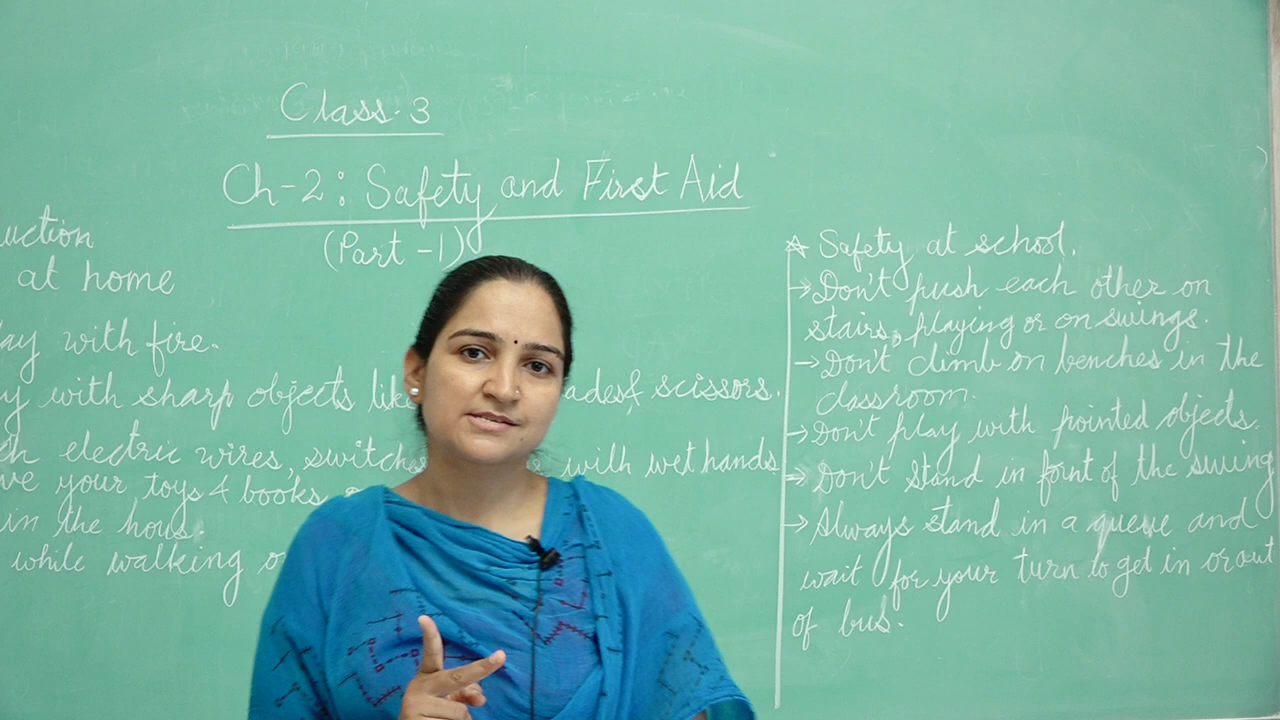 Class-3
Ch-2: Safety and First Aid
(Part -1)
uction
at home
ay with fire.
y with sharp objects like ades & scissors.
ch electric wires, switche with wet hands
ve your toys & books
in the hous.
while walking o
☆ Safety at school.
→ Don't push each other on
stairs, playing or on swings.
→ Don't climb on benches in the
classroom.
→ Don't play with pointed objects.
→ Don't stand in foint of the swing
→ Always stand in a queue and
wait for your turn to get in or out
of bus.